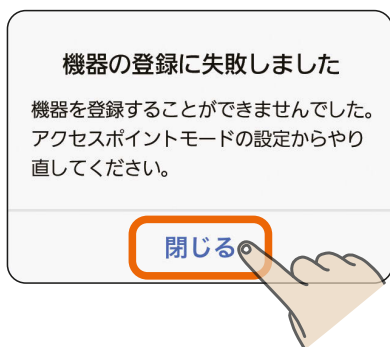 機器の登録に失敗しました
機器を登録することができませんでした。
アクセスポイントモードの設定からやり
直してください。
閉じる